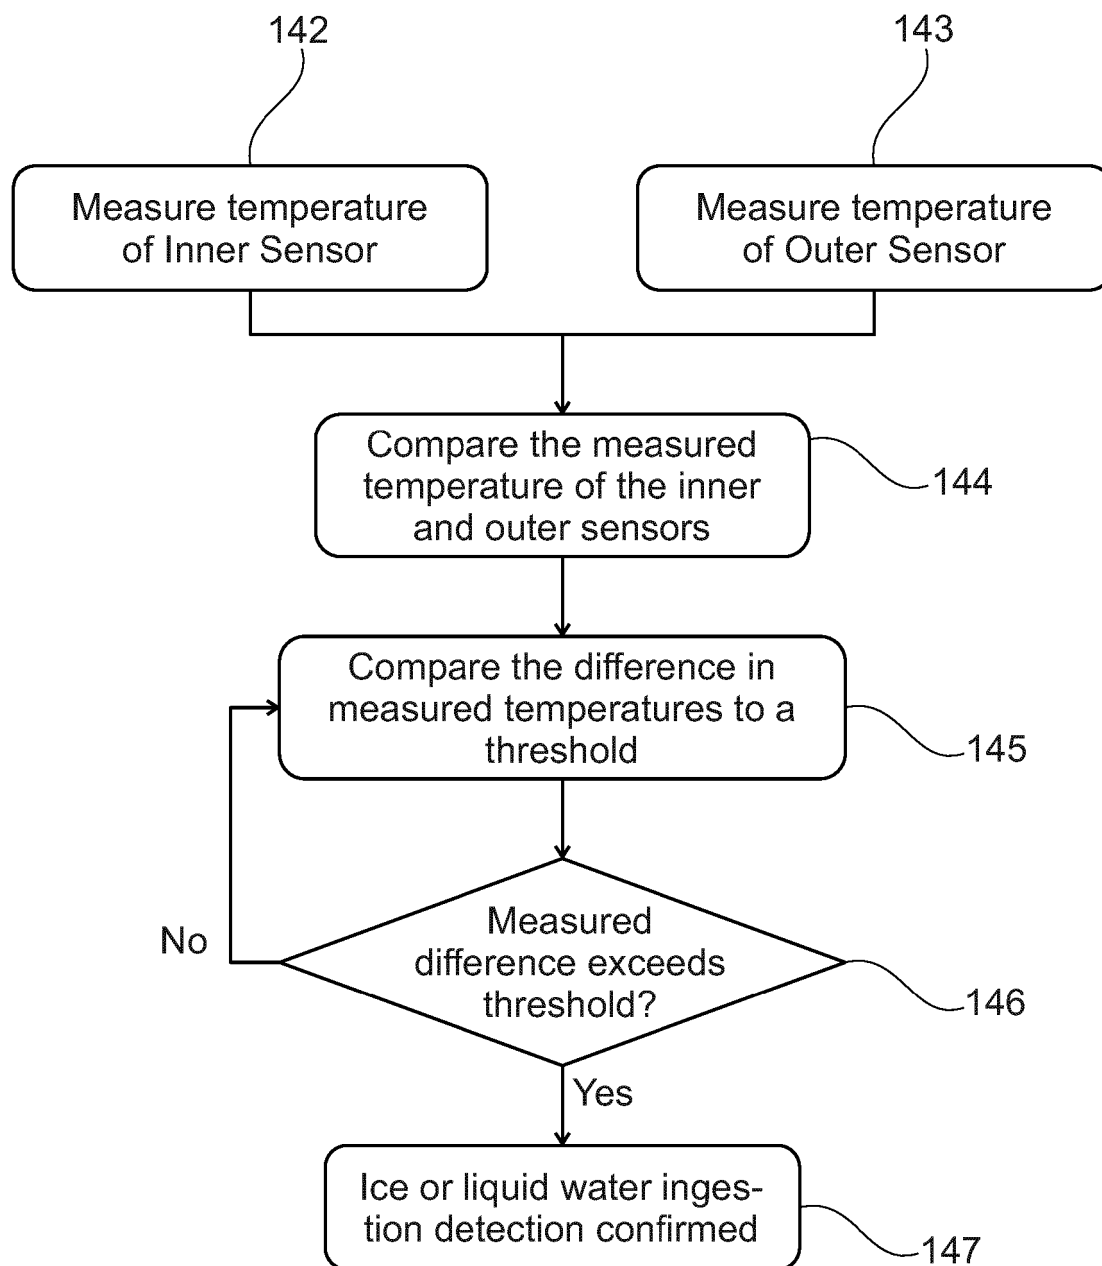 142
143
Measure temperature
of Inner Sensor
Measure temperature
of Outer Sensor
Compare the measured
temperature of the inner
and outer sensors
144
Compare the difference in
measured temperatures to a
threshold
145
Measured
difference exceeds
threshold?
No
146
Yes
Ice or liquid water inges-
tion detection confirmed
147